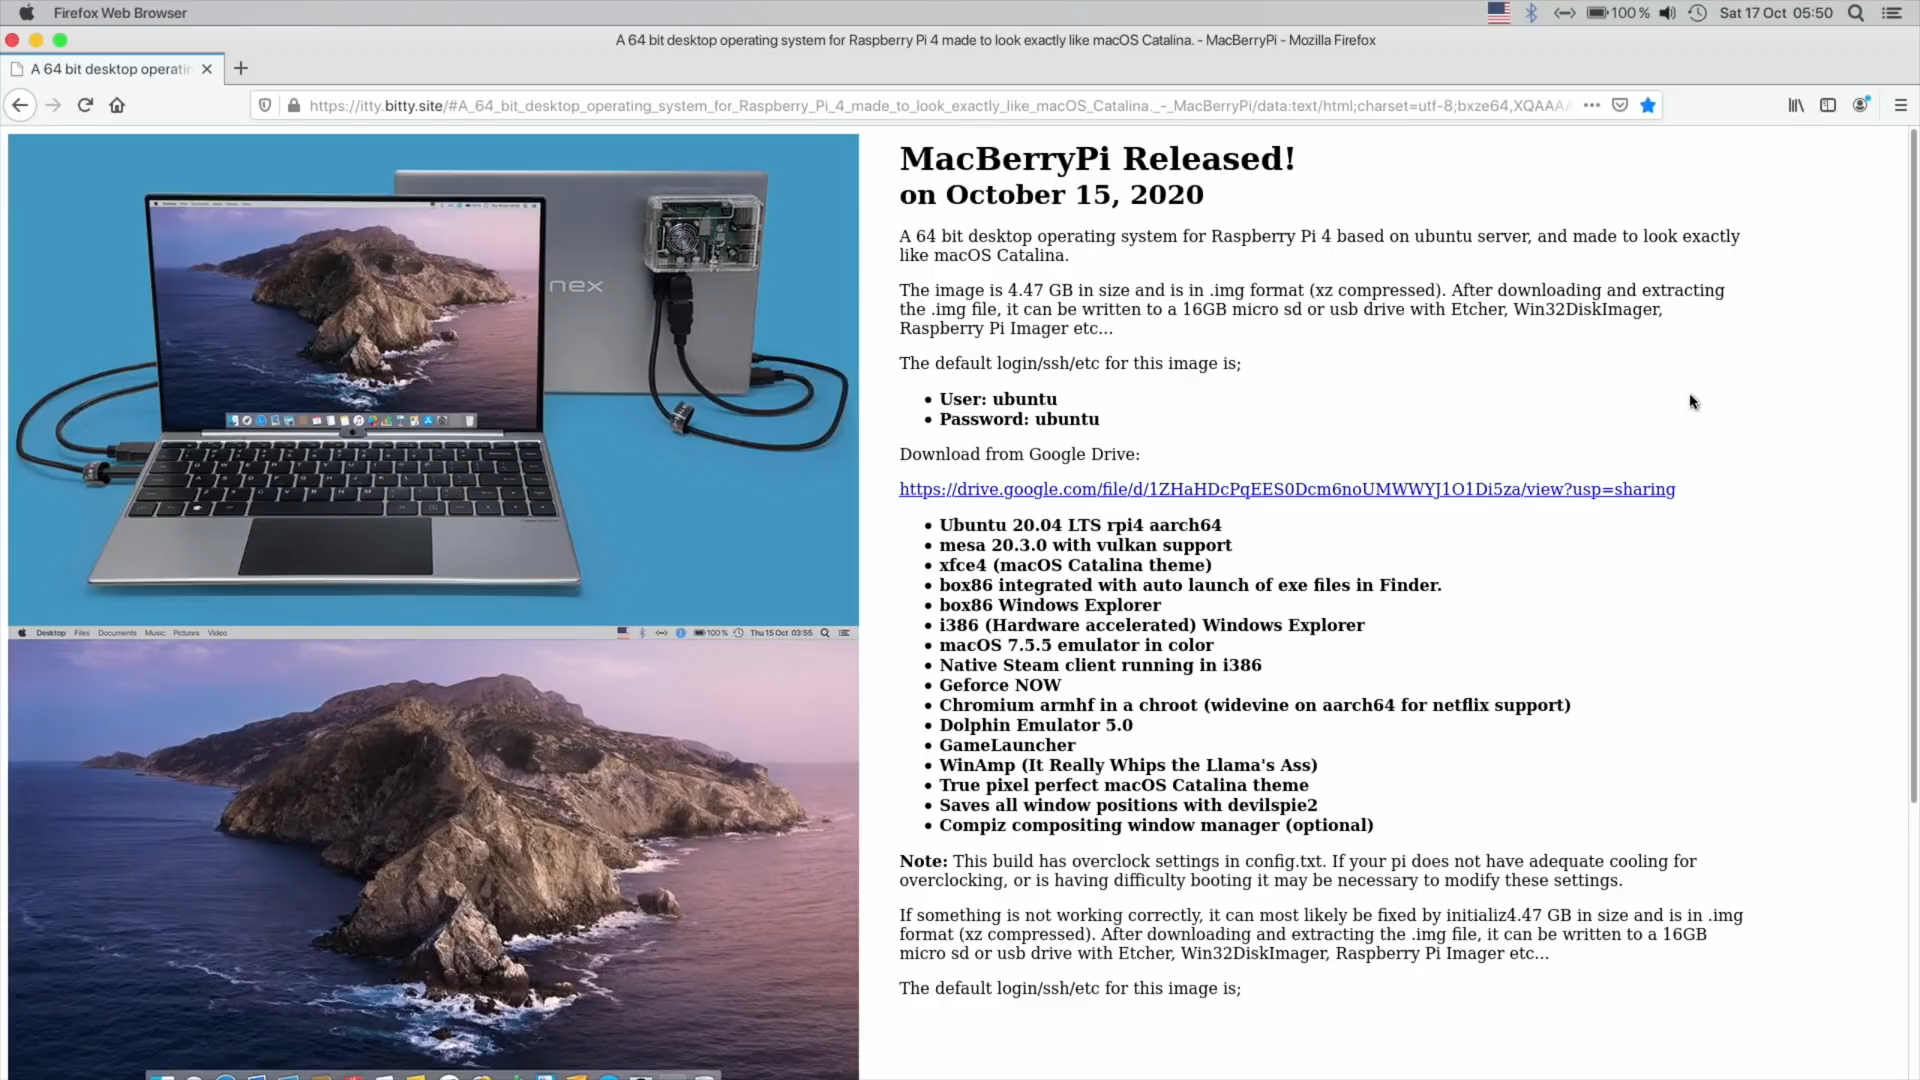 Firefox Web Browser
100 %
Sat 17 Oct 05:50
A 64 bit desktop operating system for Raspberry Pi 4 made to look exactly like macOS Catalina. - MacBerryPi - Mozilla Firefox
A 64 bit desktop operatin
https://itty.bitty.site/#A_64_bit_desktop_operating_system_for_Raspberry_Pi_4_made_to_look_exactly_like_macOS_Catalina._-_MacBerryPi/data:text/html;charset=utf-8;bxze64,XQAAAA
nex
Desktop Files Documents Music Pictures Video
100% Thu 15 Oct 03:55
MacBerryPi Released!
on October 15, 2020
A 64 bit desktop operating system for Raspberry Pi 4 based on ubuntu server, and made to look exactly
like macOS Catalina.
The image is 4.47 GB in size and is in .img format (xz compressed). After downloading and extracting
the .img file, it can be written to a 16GB micro sd or usb drive with Etcher, Win32DiskImager,
Raspberry Pi Imager etc...
The default login/ssh/etc for this image is;
• User: ubuntu
• Password: ubuntu
Download from Google Drive:
https://drive.google.com/file/d/1ZHaHDcPqEES0Dcm6noUMWWYJ1O1Di5za/view?usp=sharing
• Ubuntu 20.04 LTS rpi4 aarch64
• mesa 20.3.0 with vulkan support
• xfce4 (macOS Catalina theme)
• box86 integrated with auto launch of exe files in Finder.
• box86 Windows Explorer
• i386 (Hardware accelerated) Windows Explorer
• macOS 7.5.5 emulator in color
• Native Steam client running in i386
• Geforce NOW
• Chromium armhf in a chroot (widevine on aarch64 for netflix support)
• Dolphin Emulator 5.0
• GameLauncher
• WinAmp (It Really Whips the Llama's Ass)
• True pixel perfect macOS Catalina theme
• Saves all window positions with devilspie2
• Compiz compositing window manager (optional)
Note: This build has overclock settings in config.txt. If your pi does not have adequate cooling for
overclocking, or is having difficulty booting it may be necessary to modify these settings.
If something is not working correctly, it can most likely be fixed by initializ4.47 GB in size and is in .img
format (xz compressed). After downloading and extracting the .img file, it can be written to a 16GB
micro sd or usb drive with Etcher, Win32DiskImager, Raspberry Pi Imager etc...
The default login/ssh/etc for this image is;